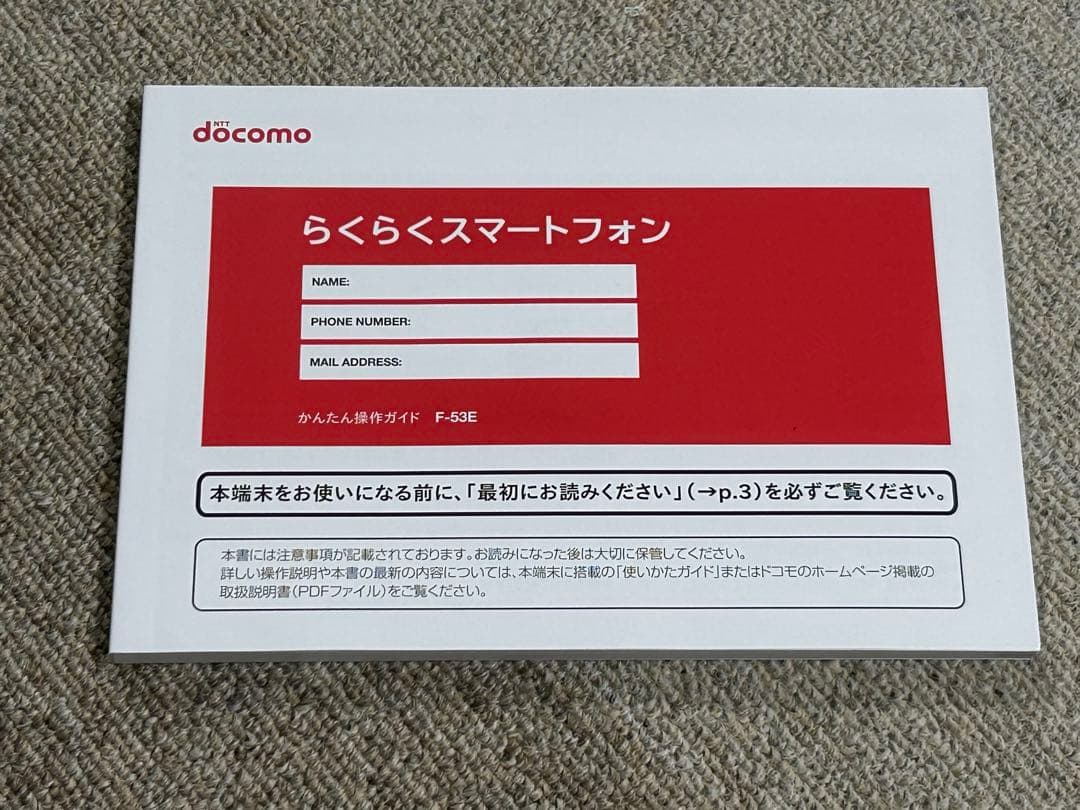 NTT
docomo
らくらくスマートフォン
NAME:
PHONE NUMBER:
MAIL ADDRESS:
かんたん操作ガイド F-53E
本端末をお使いになる前に、「最初にお読みください」(→p.3)を必ずご覧ください。
本書には注意事項が記載されております。お読みになった後は大切に保管してください。
詳しい操作説明や本書の最新の内容については、本端末に搭載の「使いかたガイド」またはドコモのホームページ掲載の
取扱説明書(PDFファイル)をご覧ください。